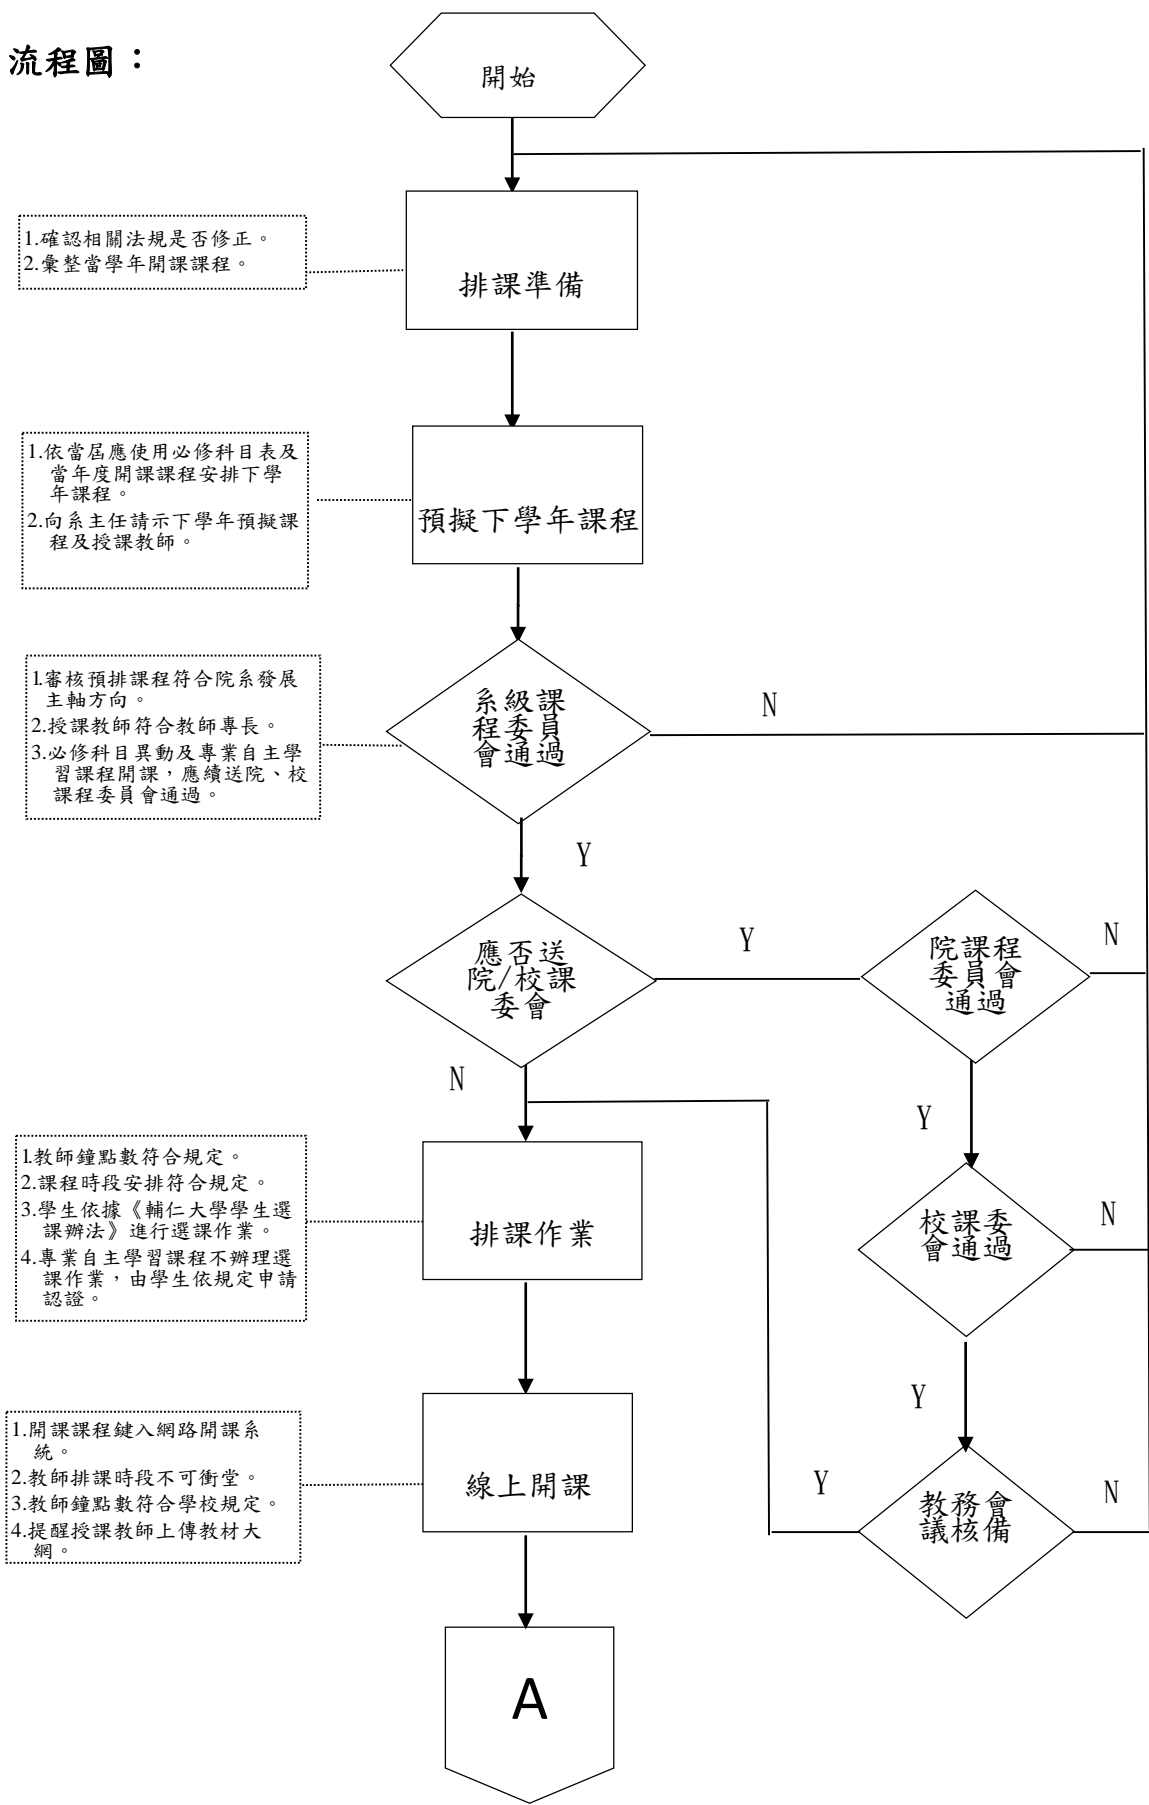 流程圖：
開始
1.確認相關法規是否修正。
2.彙整當學年開課課程。
排課準備
1.依當屆應使用必修科目表及
當年度開課課程安排下學
年課程。
2.向系主任請示下學年預擬課
程及授課教師。
預擬下學年課程
1.審核預排課程符合院系發展
主軸方向。
2.授課教師符合教師專長。
3.必修科目異動及專業自主學
習課程開課，應續送院、校
課程委員會通過。
系級課
程委員
會通過
N
Y
應否送
院/校課
委會
Y
院課程
委員會
通過
N
N
Y
1.教師鐘點數符合規定。
2.課程時段安排符合規定。
3.學生依據《輔仁大學學生選
課辦法》進行選課作業。
4.專業自主學習課程不辦理選
課作業，由學生依規定申請
認證。
排課作業
校課委
會通過
N
Y
1.開課課程鍵入網路開課系
統。
2.教師排課時段不可衝堂。
3.教師鐘點數符合學校規定。
4.提醒授課教師上傳教材大
網。
線上開課
Y
教務會
議核備
N
A